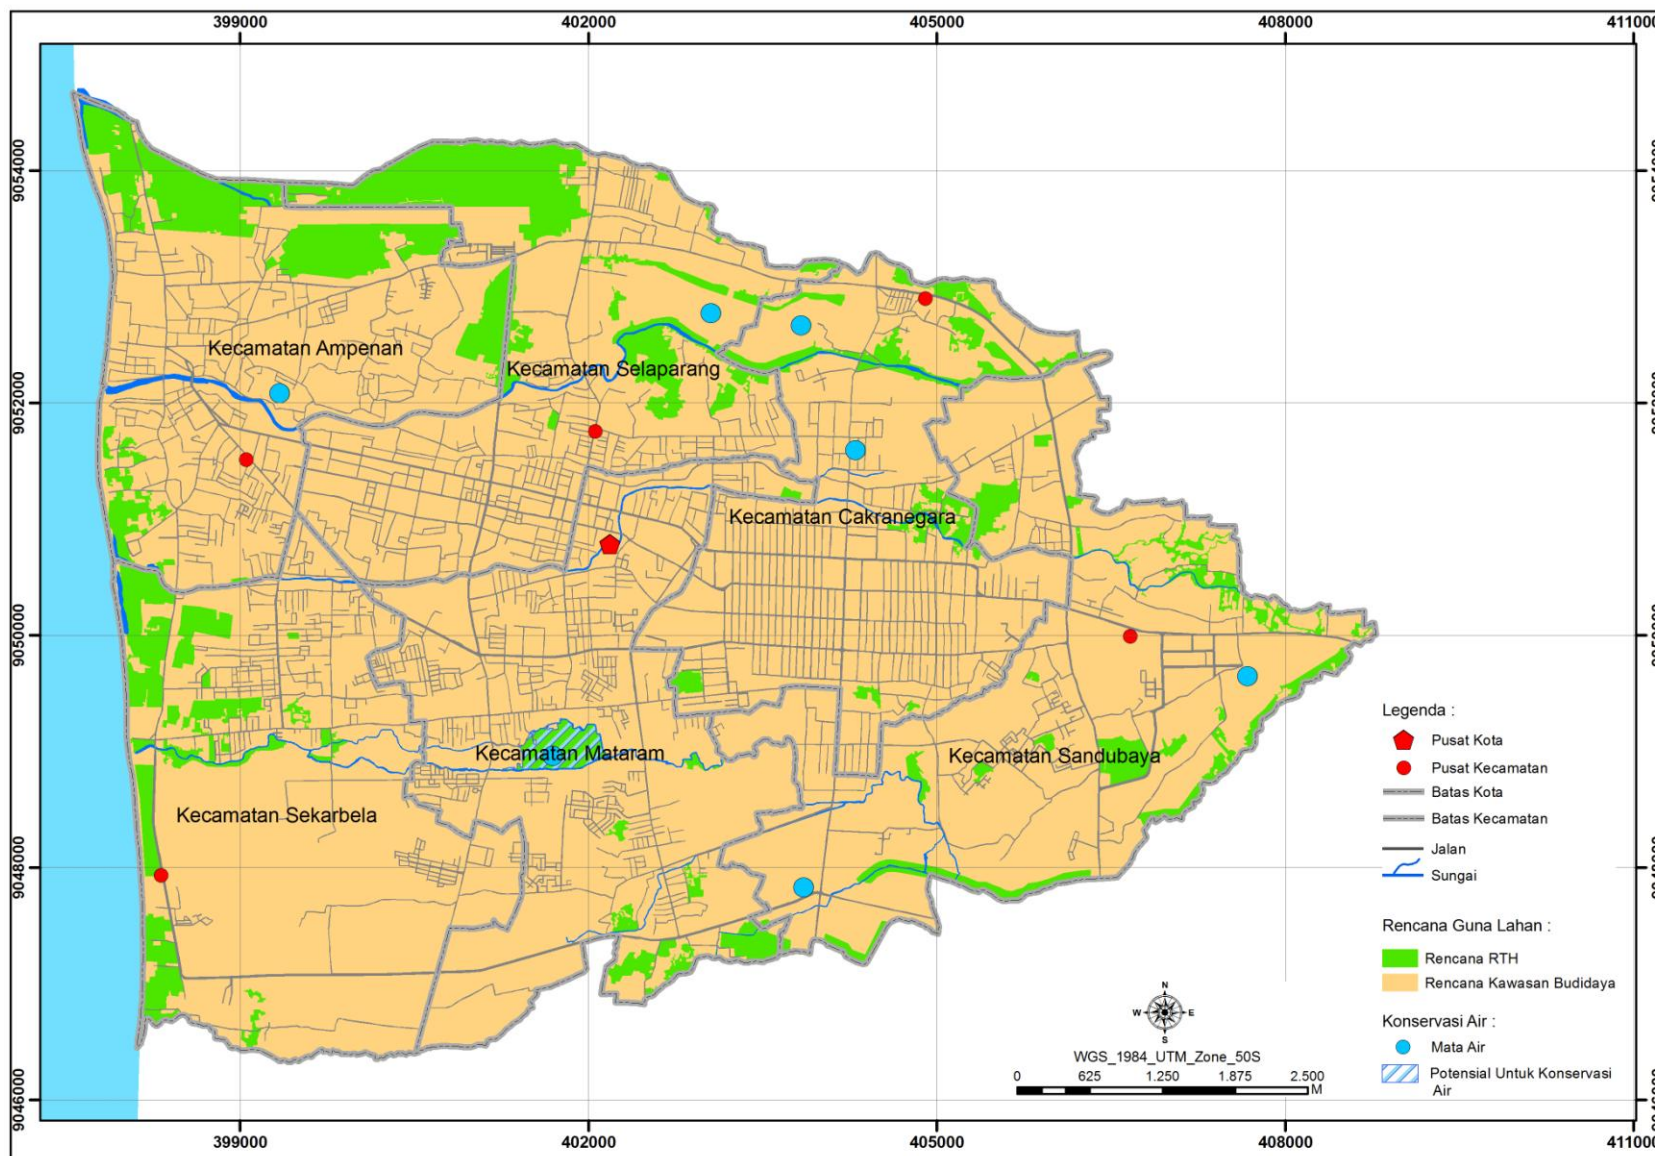 399000 402000 405000 408000 411000
9054000
9052000
9050000
9048000
9046000
Kecamatan Ampenan
Kecamatan Selaparang
Kecamatan Cakranegara
Kecamatan Mataram
Kecamatan Sandubaya
Kecamatan Sekarbela
Legenda :
Pusat Kota
Pusat Kecamatan
Batas Kota
Batas Kecamatan
Jalan
Sungai
Rencana Guna Lahan :
Rencana RTH
Rencana Kawasan Budidaya
Konservasi Air :
Mata Air
Potensial Untuk Konservasi
Air
N
W E
S
WGS_1984_UTM_Zone_50S
0 625 1.250 1.875 2.500
M
399000 402000 405000 408000 411000